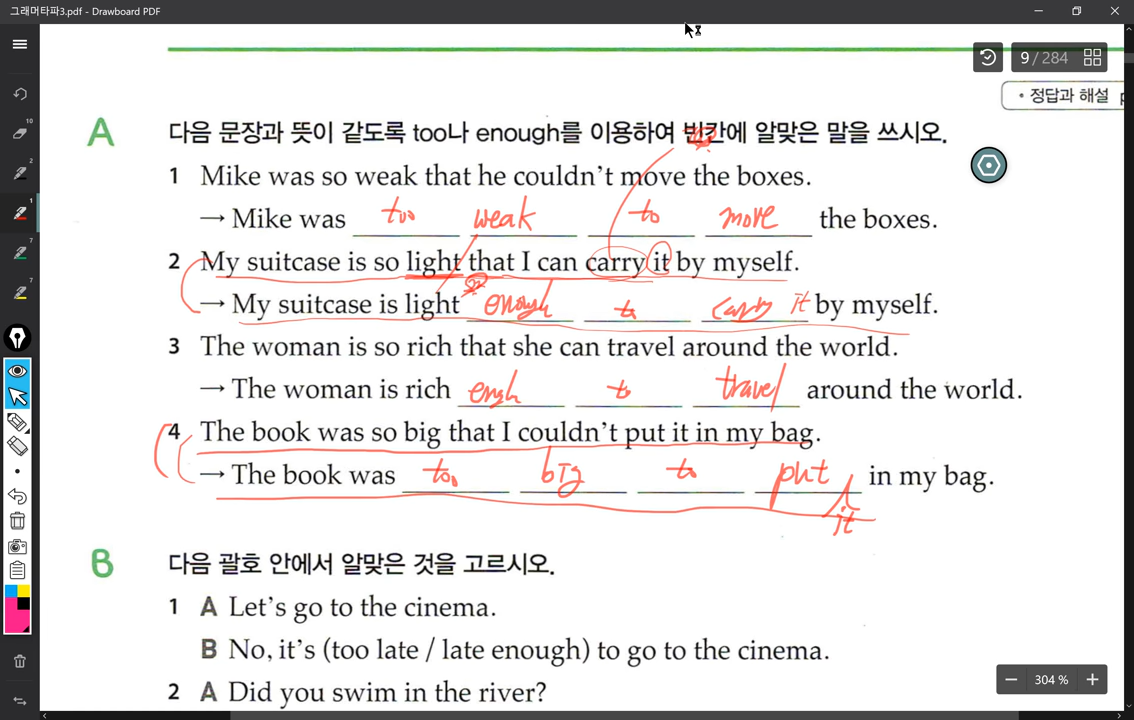 그래머타파3.pdf - Drawboard PDF
9 / 284
• 정답과 해설
A 다음 문장과 뜻이 같도록 too나 enough를 이용하여 빈칸에 알맞은 말을 쓰시오.
1 Mike was so weak that he couldn't move the boxes.
→ Mike was too weak to move the boxes.
2 My suitcase is so light that I can carry it by myself.
→ My suitcase is light enough to carry it by myself.
3 The woman is so rich that she can travel around the world.
→ The woman is rich to travel around the world.
4 The book was so big that I couldn't put it in my bag.
→ The book was too big to put in my bag.
it
B 다음 괄호 안에서 알맞은 것을 고르시오.
1 A Let's go to the cinema.
B No, it's (too late / late enough) to go to the cinema.
2 A Did you swim in the river?
304 %
10
2
1
7
7